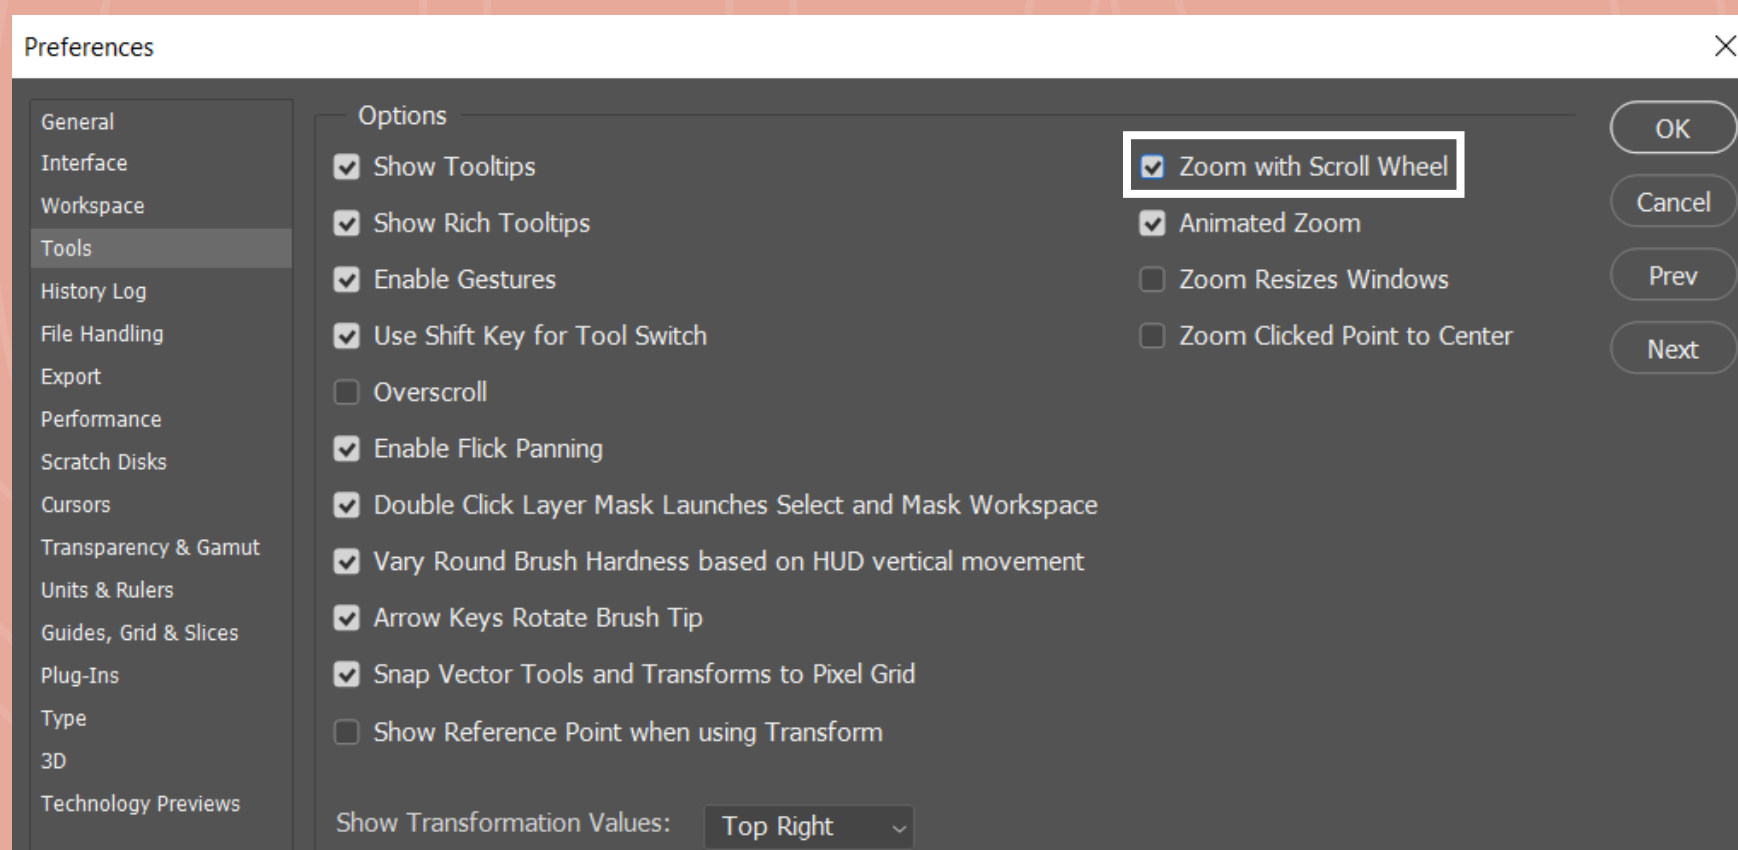 Preferences
General
Interface
Workspace
Tools
History Log
File Handling
Export
Performance
Scratch Disks
Cursors
Transparency & Gamut
Units & Rulers
Guides, Grid & Slices
Plug-Ins
Type
3D
Technology Previews
Options
Show Tooltips
Show Rich Tooltips
Enable Gestures
Use Shift Key for Tool Switch
Overscroll
Enable Flick Panning
Double Click Layer Mask Launches Select and Mask Workspace
Vary Round Brush Hardness based on HUD vertical movement
Arrow Keys Rotate Brush Tip
Snap Vector Tools and Transforms to Pixel Grid
Show Reference Point when using Transform
Show Transformation Values: Top Right
Zoom with Scroll Wheel
Animated Zoom
Zoom Resizes Windows
Zoom Clicked Point to Center
OK
Cancel
Prev
Next